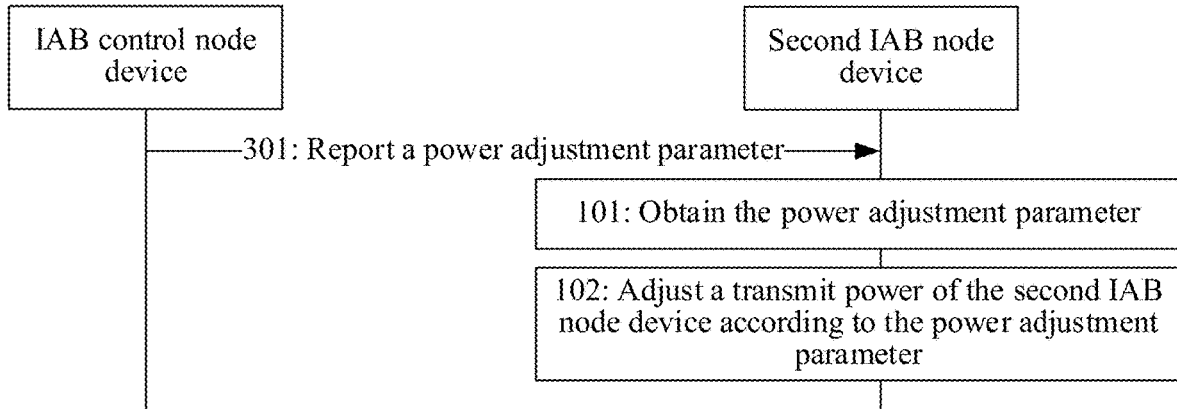 IAB control node
device
Second IAB node
device
301: Report a power adjustment parameter
101: Obtain the power adjustment parameter
102: Adjust a transmit power of the second IAB
node device according to the power adjustment
parameter